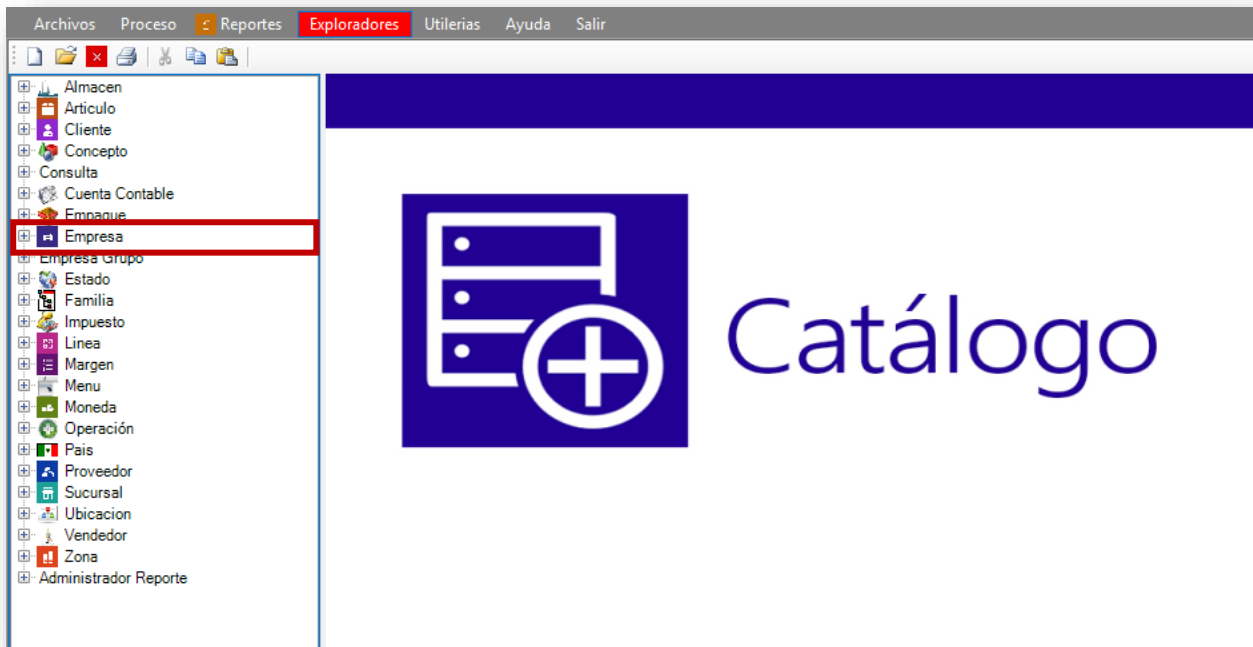 Archivos Proceso Reportes Exploradores Utilerias Ayuda Salir
Almacen
Articulo
Cliente
Concepto
Consulta
Cuenta Contable
Empaque
Empresa
Empresa Grupo
Estado
Familia
Impuesto
Linea
Margen
Menu
Moneda
Operación
Pais
Proveedor
Sucursal
Ubicacion
Vendedor
Zona
Administrador Reporte
Catálogo